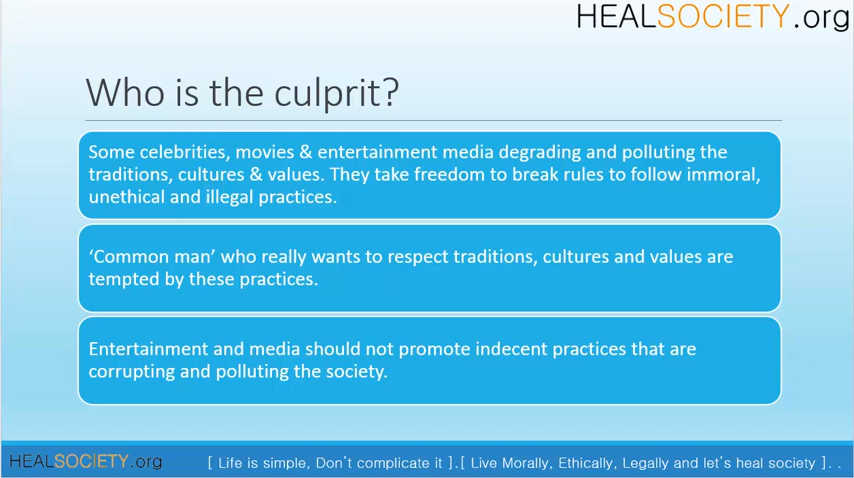 HEALSOCIETY.org
Who is the culprit?
Some celebrities, movies & entertainment media degrading and polluting the
traditions, cultures & values. They take freedom to break rules to follow immoral,
unethical and illegal practices.
‘Common man’ who really wants to respect traditions, cultures and values are
tempted by these practices.
Entertainment and media should not promote indecent practices that are
corrupting and polluting the society.
HEALSOCIETY.org [ Life is simple, Don't complicate it ].[ Live Morally, Ethically, Legally and let's heal society ]. .